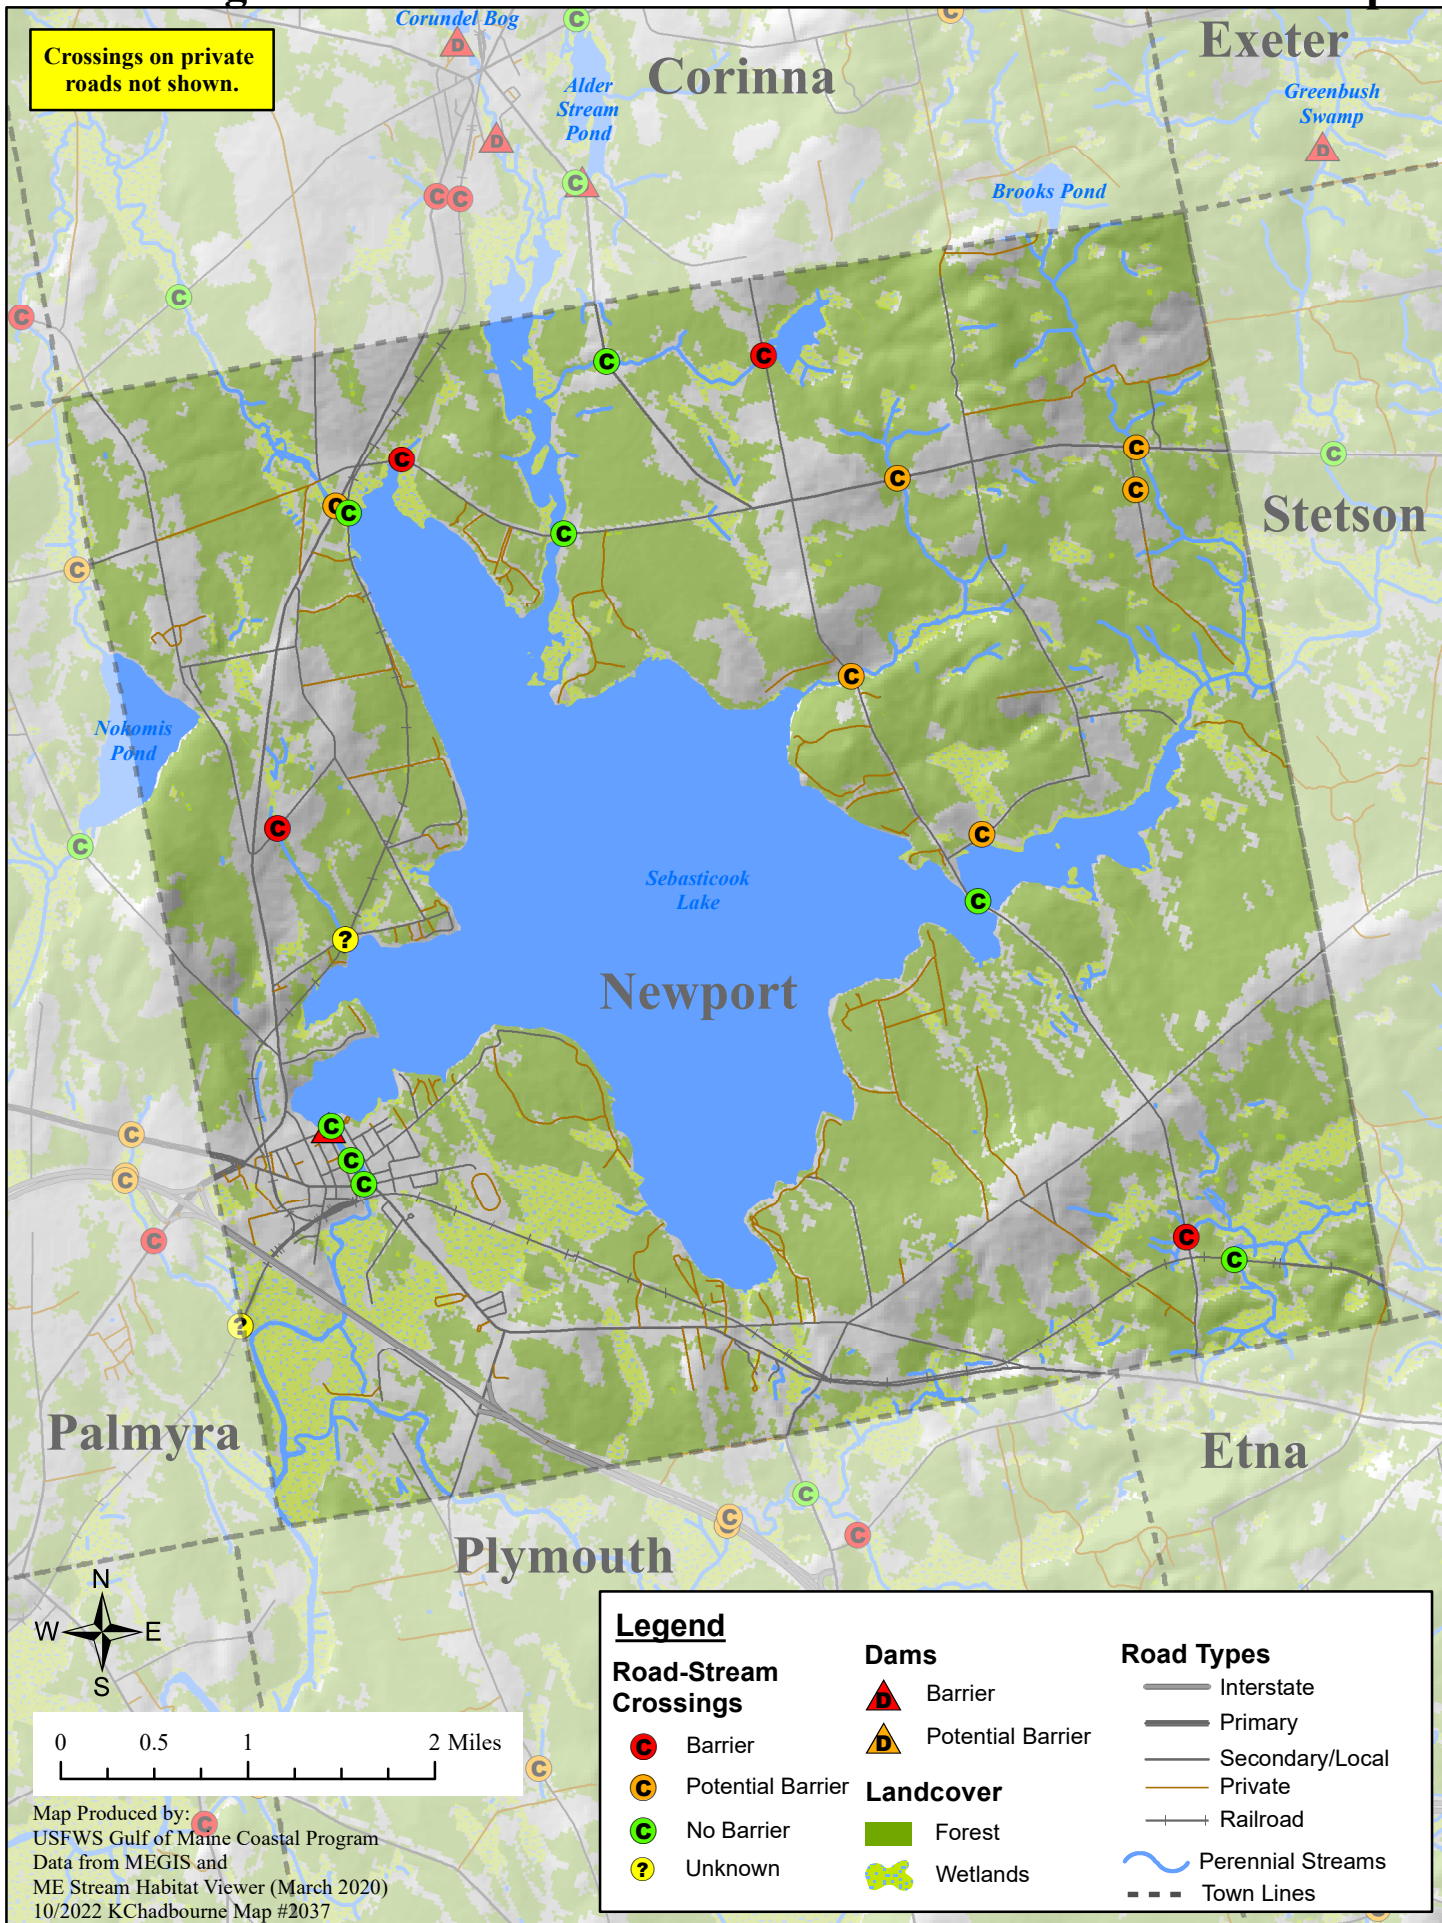 Crossings on private
roads not shown.
Corundel Bog
Corinna
Exeter
Alder
Stream
Pond
Greenbush
Swamp
Brooks Pond
Stetson
Nokomis
Pond
Sebasticook
Lake
Newport
Palmyra
Etna
Plymouth
N
W E
S
0 0.5 1 2 Miles
Map Produced by:
USFWS Gulf of Maine Coastal Program
Data from MEGIS and
ME Stream Habitat Viewer (March 2020)
10/2022 KChadbourne Map #2037
Legend
Road-Stream
Crossings
C Barrier
C Potential Barrier
C No Barrier
? Unknown
Dams
D Barrier
D Potential Barrier
Landcover
Forest
Wetlands
Road Types
Interstate
Primary
Secondary/Local
Private
Railroad
Perennial Streams
Town Lines